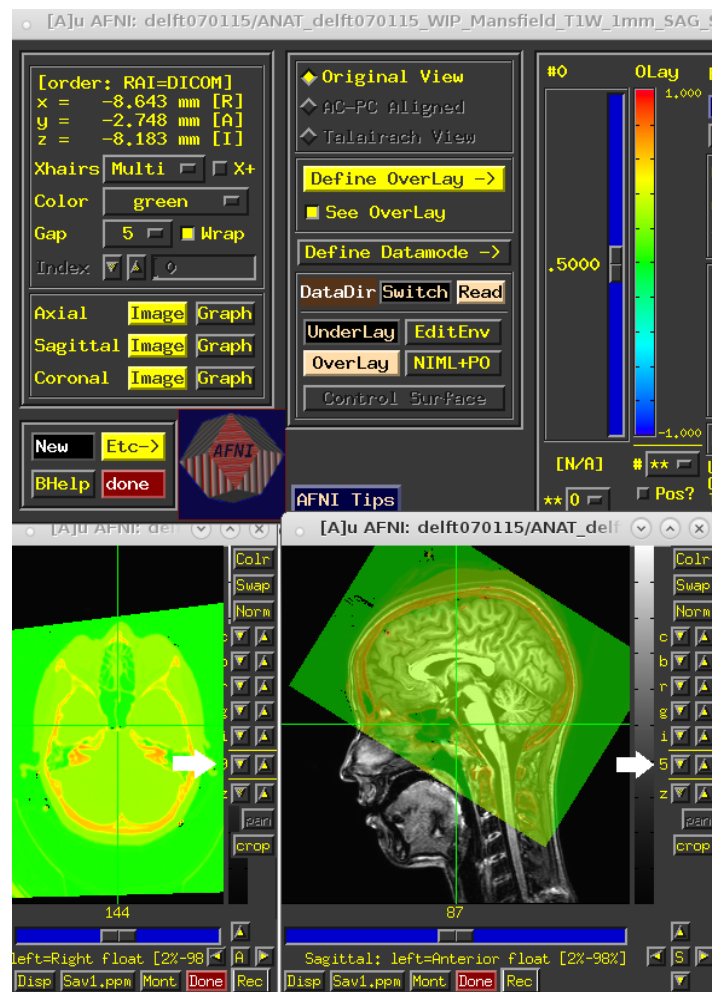 [A]u AFNI: delft070115/ANAT_delft070115_WIP_Mansfield_T1W_1mm_SAG_S
[order: RAI=DICOM]
x = -8.643 mm [R]
y = -2.748 mm [A]
z = -8.183 mm [I]
Xhairs Multi X+
Color green
Gap 5 Wrap
Index 0
Axial Image Graph
Sagittal Image Graph
Coronal Image Graph
New Etc->
BHelp done
AFNI
Original View
AC-PC Aligned
Talairach View
Define OverLay ->
See OverLay
Define Datamode ->
DataDir Switch Read
UnderLay EditEnv
OverLay NIML+PO
Control Surface
AFNI Tips
#0 OLay
1.000
.5000
-1.000
[N/A] # **
** 0 Pos?
[A]u AFNI: delf
Colr
Swap
Norm
c
b
r
g
i
9
z
pan
crop
144
left=Right float [2%-98 A
Disp Sav1.ppm Mont Done Rec
[A]u AFNI: delft070115/ANAT_delf
Colr
Swap
Norm
c
b
r
g
i
5
z
pan
crop
87
Sagittal: left=Anterior float [2%-98%] S
Disp Sav1.ppm Mont Done Rec